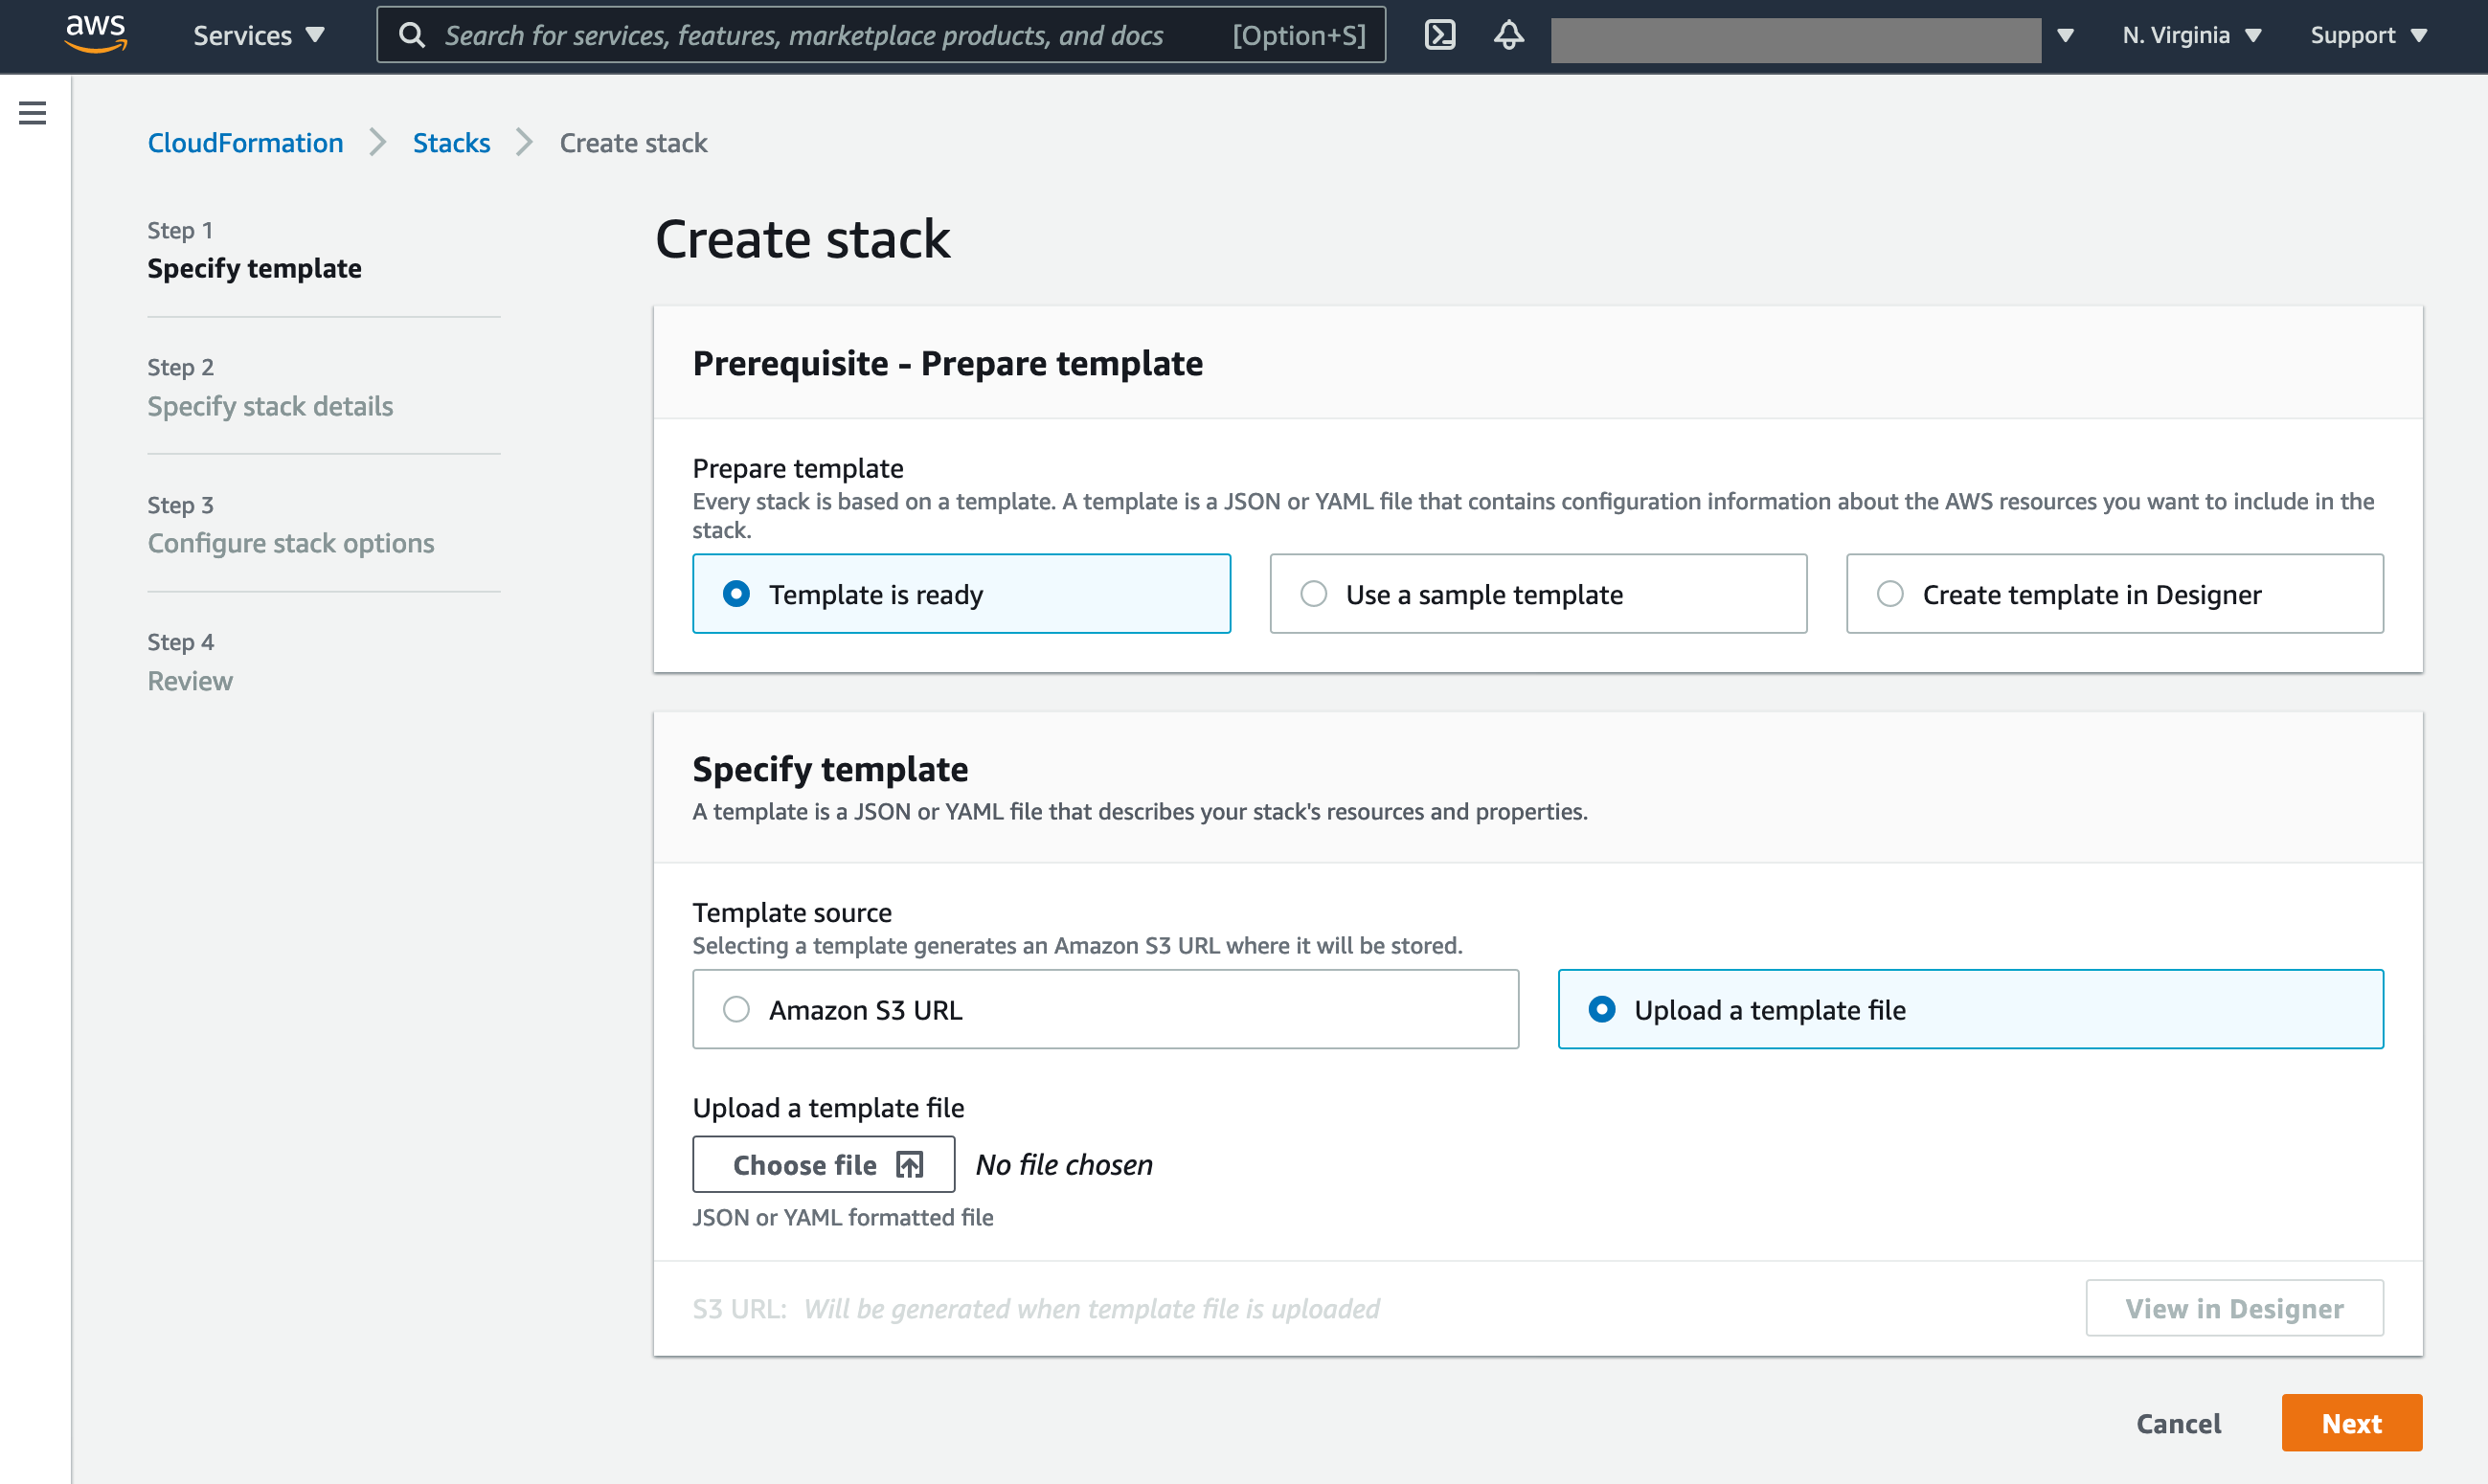 aws
Services
Search for services, features, marketplace products, and docs [Option+S]
N. Virginia
Support
CloudFormation
Stacks
Create stack
Step 1
Specify template
Step 2
Specify stack details
Step 3
Configure stack options
Step 4
Review
Create stack
Prerequisite - Prepare template
Prepare template
Every stack is based on a template. A template is a JSON or YAML file that contains configuration information about the AWS resources you want to include in the
stack.
Template is ready
Use a sample template
Create template in Designer
Specify template
A template is a JSON or YAML file that describes your stack's resources and properties.
Template source
Selecting a template generates an Amazon S3 URL where it will be stored.
Amazon S3 URL
Upload a template file
Upload a template file
Choose file
No file chosen
JSON or YAML formatted file
S3 URL: Will be generated when template file is uploaded
View in Designer
Cancel
Next